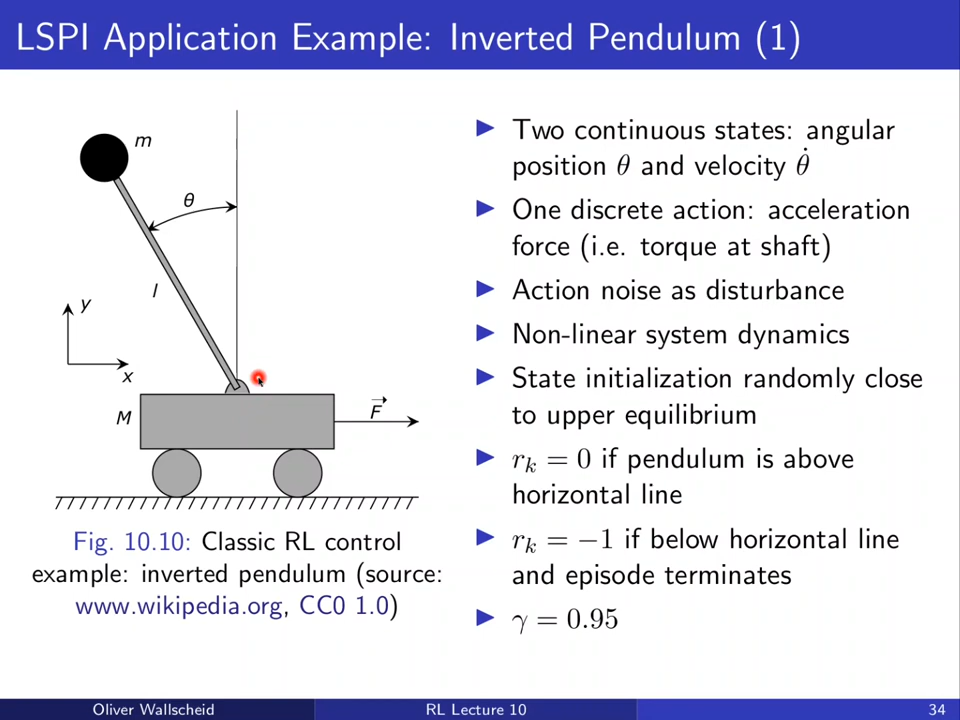 LSPI Application Example: Inverted Pendulum (1)
m
θ
l
y
x
M
F⃗
Fig. 10.10: Classic RL control
example: inverted pendulum (source:
www.wikipedia.org, CC0 1.0)
▶ Two continuous states: angular
position θ and velocity θ̇
▶ One discrete action: acceleration
force (i.e. torque at shaft)
▶ Action noise as disturbance
▶ Non-linear system dynamics
▶ State initialization randomly close
to upper equilibrium
▶ rₖ = 0 if pendulum is above
horizontal line
▶ rₖ = −1 if below horizontal line
and episode terminates
▶ γ = 0.95
Oliver Wallscheid
RL Lecture 10
34